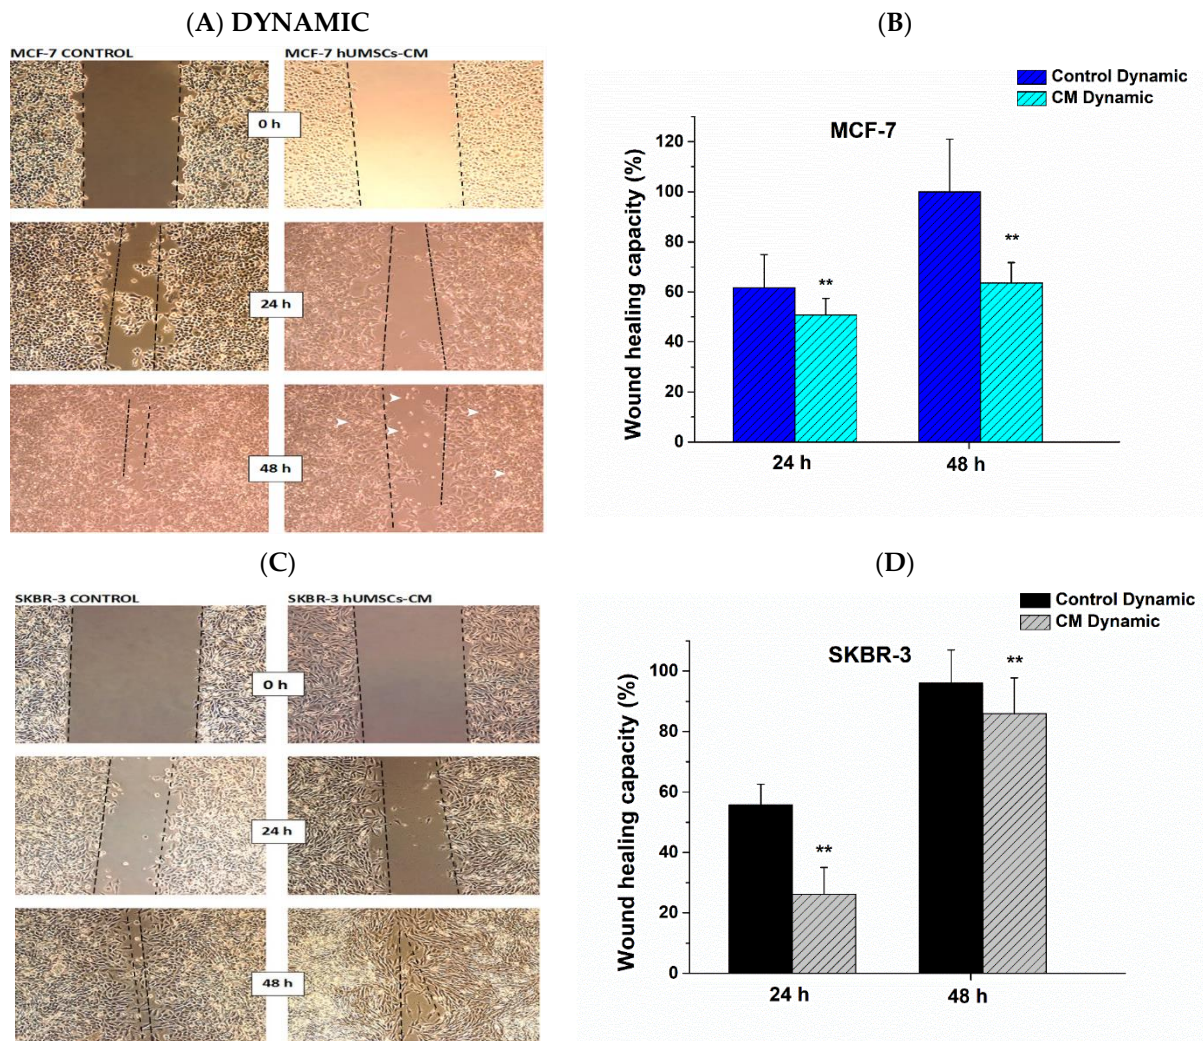 (A) DYNAMIC
MCF-7 CONTROL
MCF-7 hUMSCs-CM
0 h
24 h
48 h
(B)
Control Dynamic
CM Dynamic
MCF-7
Wound healing capacity (%)
120
100
80
60
40
20
0
**
**
24 h
48 h
(C)
SKBR-3 CONTROL
SKBR-3 hUMSCs-CM
0 h
24 h
48 h
(D)
Control Dynamic
CM Dynamic
SKBR-3
Wound healing capacity (%)
100
80
60
40
20
0
**
**
24 h
48 h